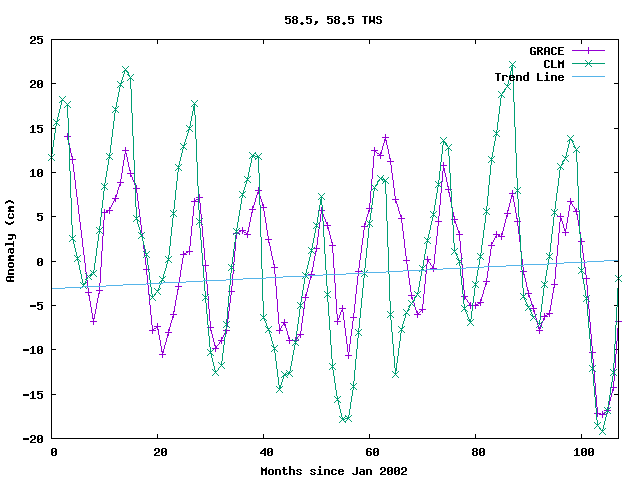 58.5, 58.5 TWS
GRACE
CLM
Trend Line
Anomaly (cm)
25
20
15
10
5
0
-5
-10
-15
-20
0 20 40 60 80 100
Months since Jan 2002